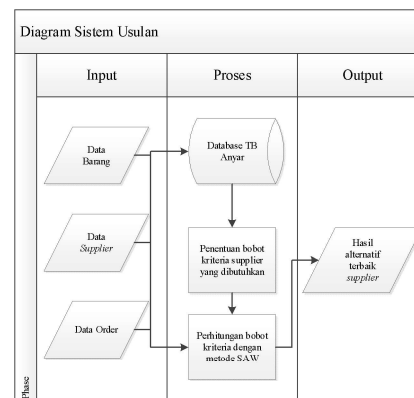 Diagram Sistem Usulan
Input
Proses
Output
Data
Barang
Database TB
Anyar
Data
Supplier
Penentuan bobot
kriteria supplier
yang dibutuhkan
Hasil
alternatif
terbaik
supplier
Data Order
Perhitungan bobot
kriteria dengan
metode SAW
Phase